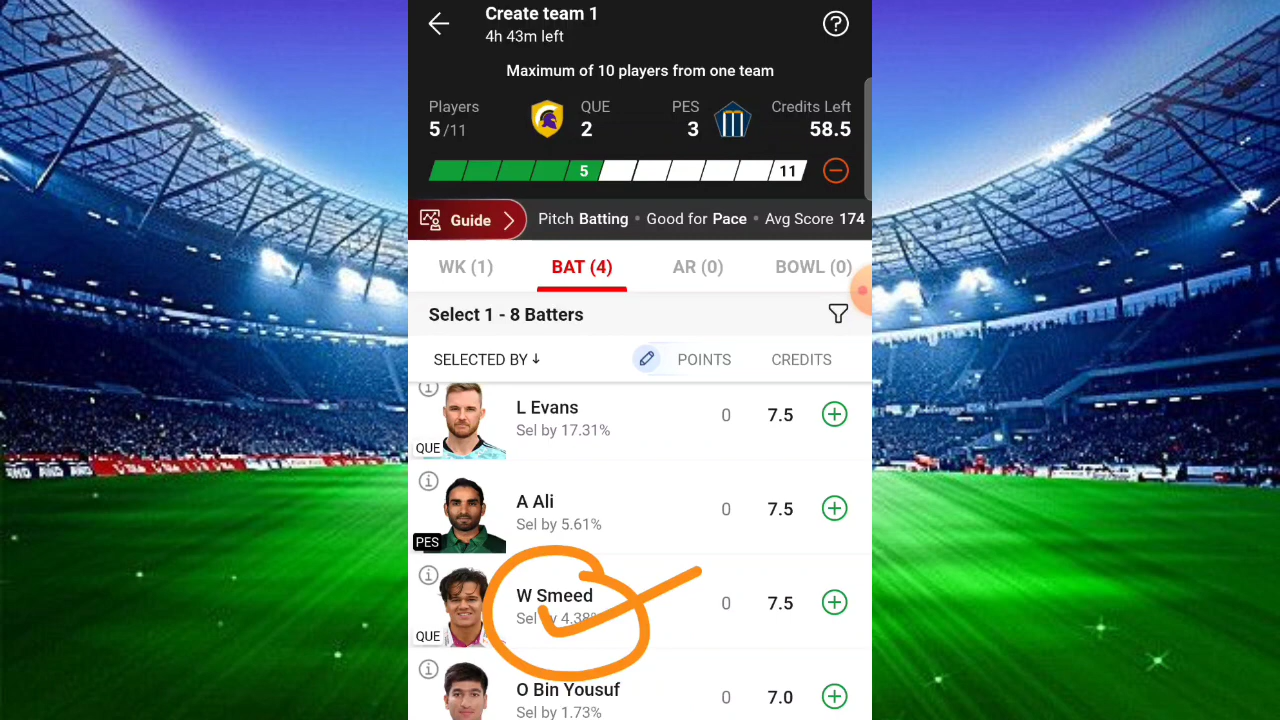 Create team 1
4h 43m left
Maximum of 10 players from one team
Players QUE PES Credits Left
5/11 2 3 58.5
5 11
Guide Pitch Batting • Good for Pace • Avg Score 174
WK (1) BAT (4) AR (0) BOWL (0)
Select 1 - 8 Batters
SELECTED BY ↓ POINTS CREDITS
L Evans 0 7.5
Sel by 17.31%
QUE
A Ali 0 7.5
Sel by 5.61%
PES
W Smeed 0 7.5
Sel by 4.38%
QUE
O Bin Yousuf 0 7.0
Sel by 1.73%